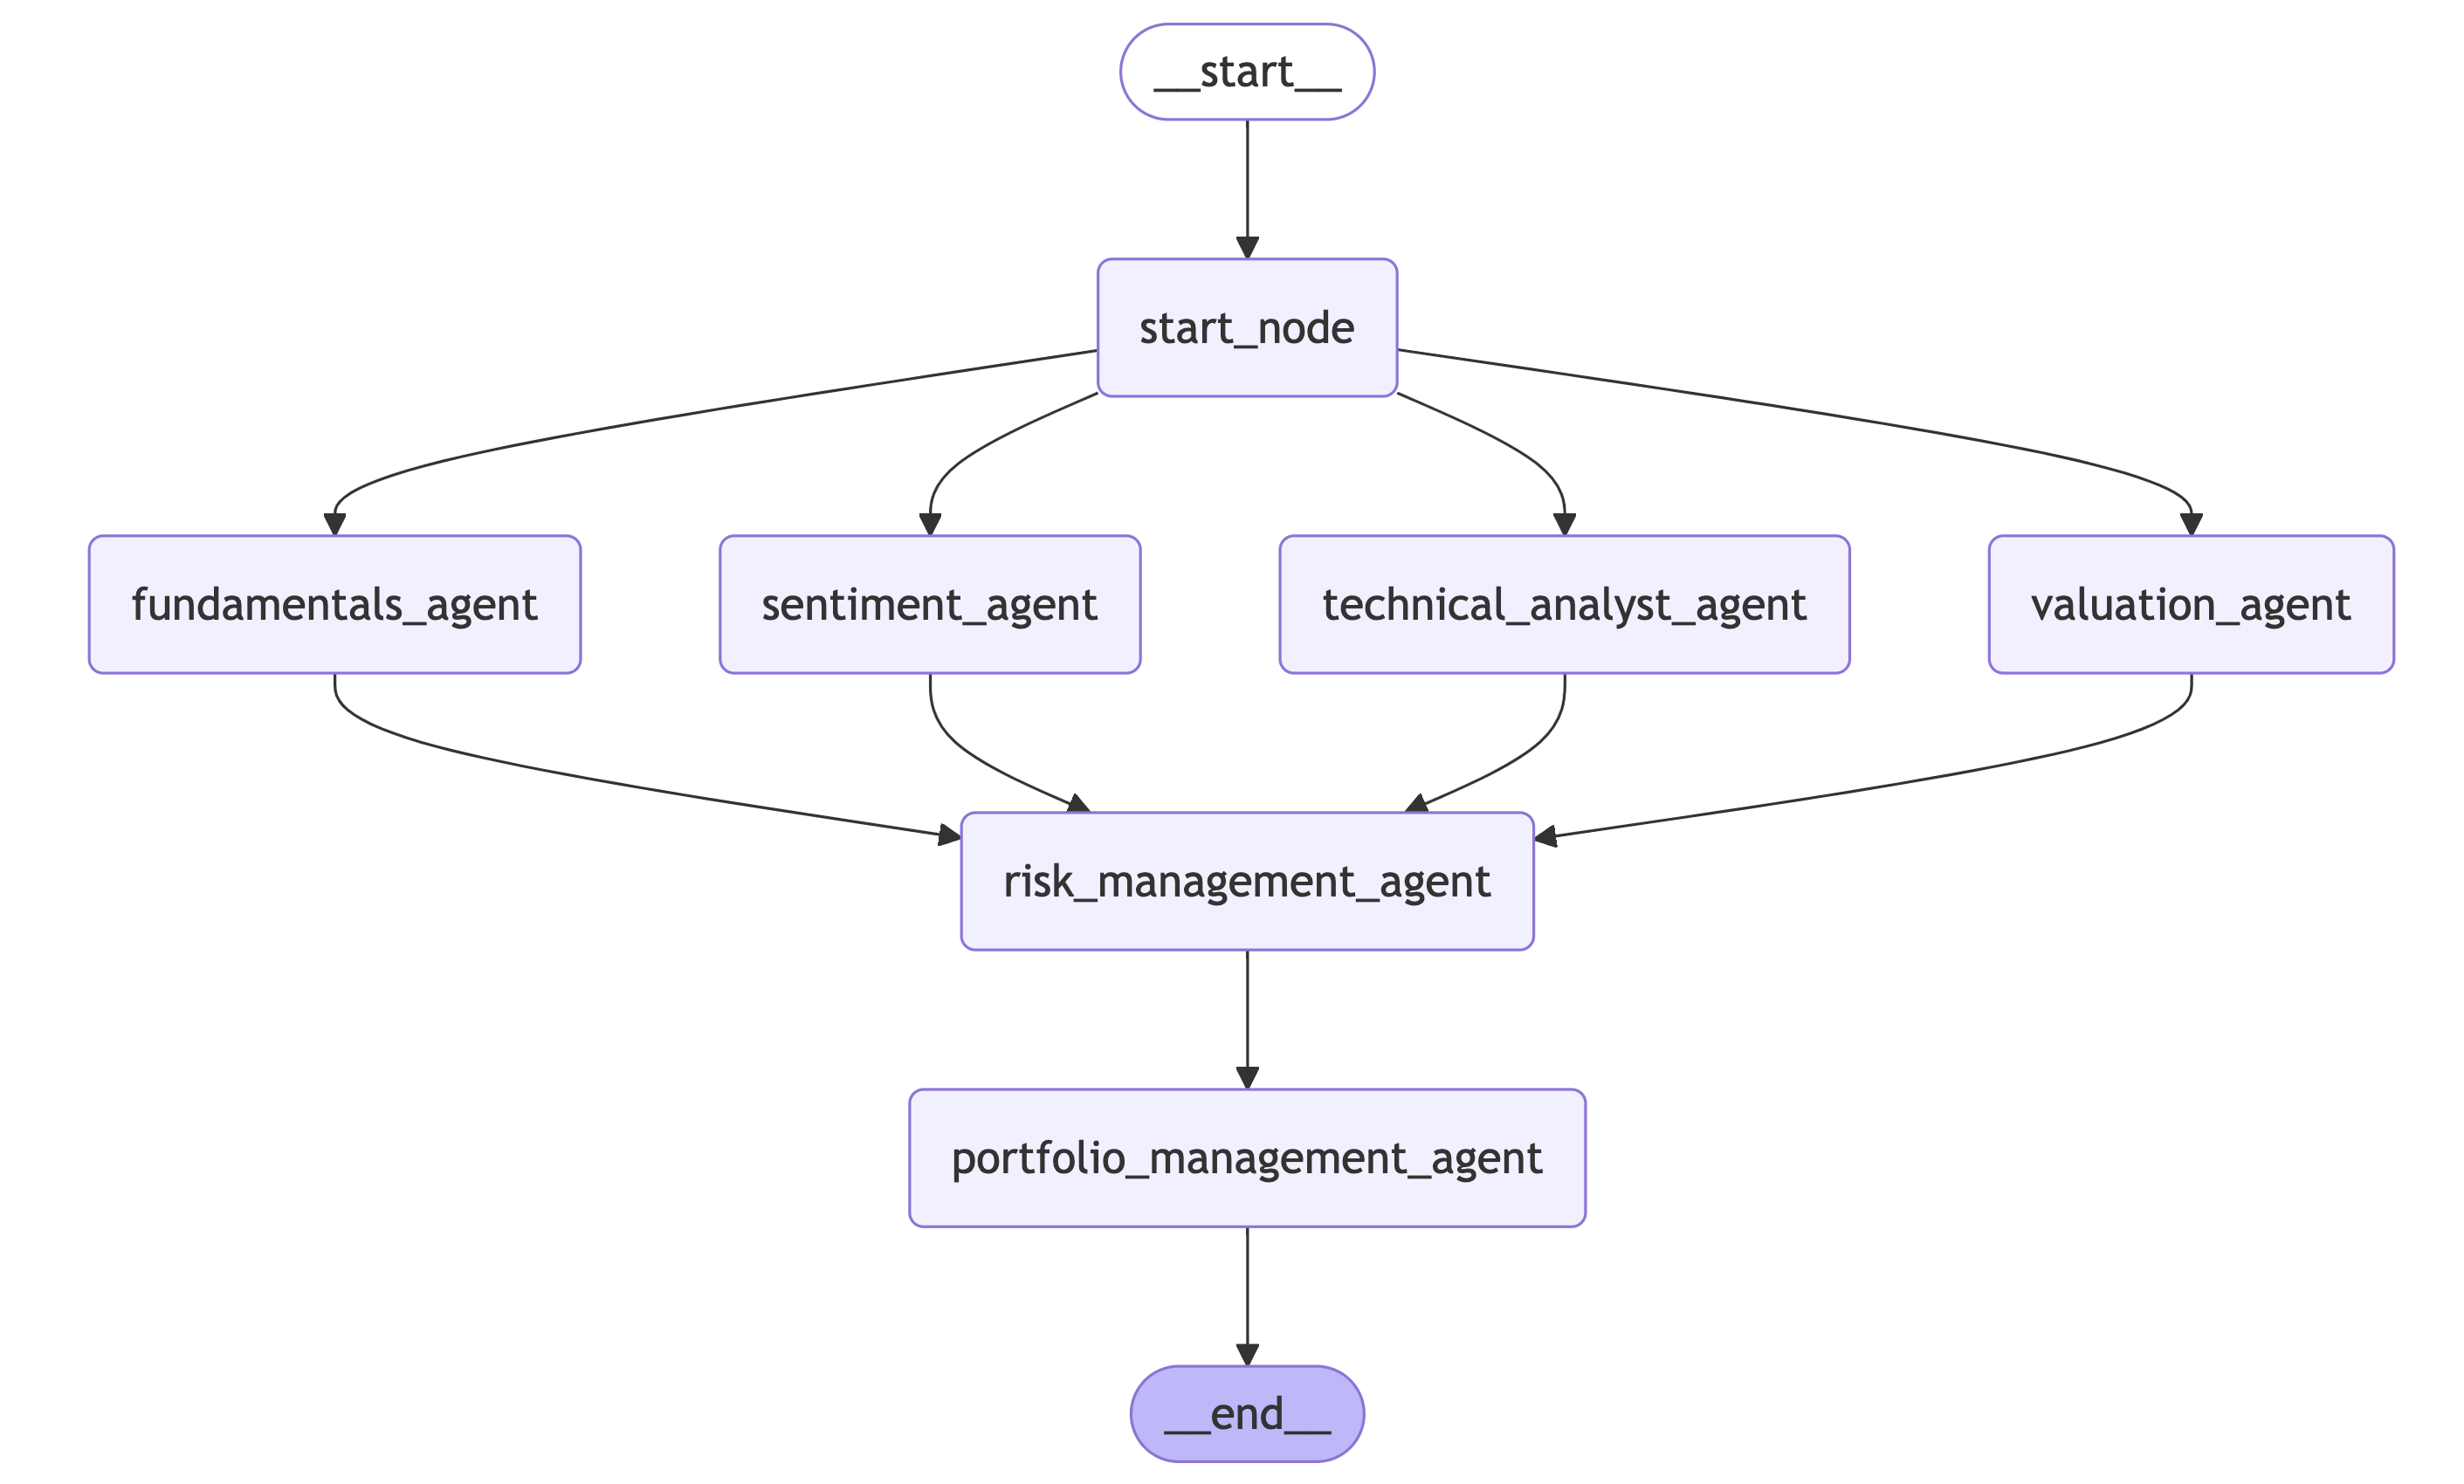 __start__
start_node
fundamentals_agent
sentiment_agent
technical_analyst_agent
valuation_agent
risk_management_agent
portfolio_management_agent
__end__